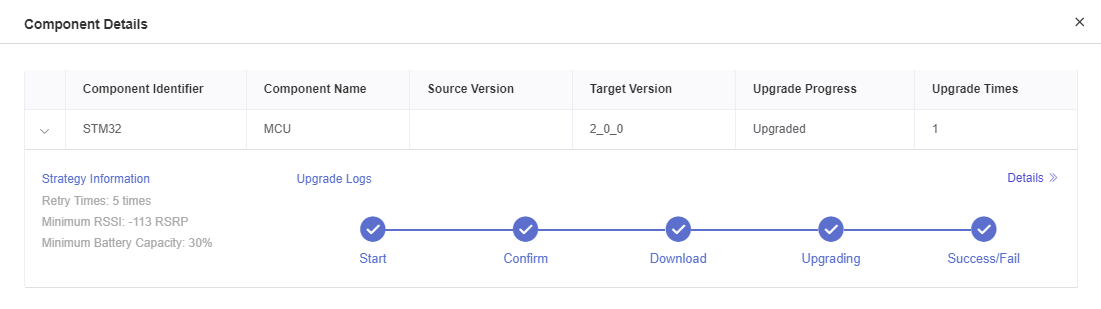 Component Details
Component Identifier Component Name Source Version Target Version Upgrade Progress Upgrade Times
STM32 MCU 2_0_0 Upgraded 1
Strategy Information Upgrade Logs Details
Retry Times: 5 times
Minimum RSSI: -113 RSRP
Minimum Battery Capacity: 30%
Start Confirm Download Upgrading Success/Fail